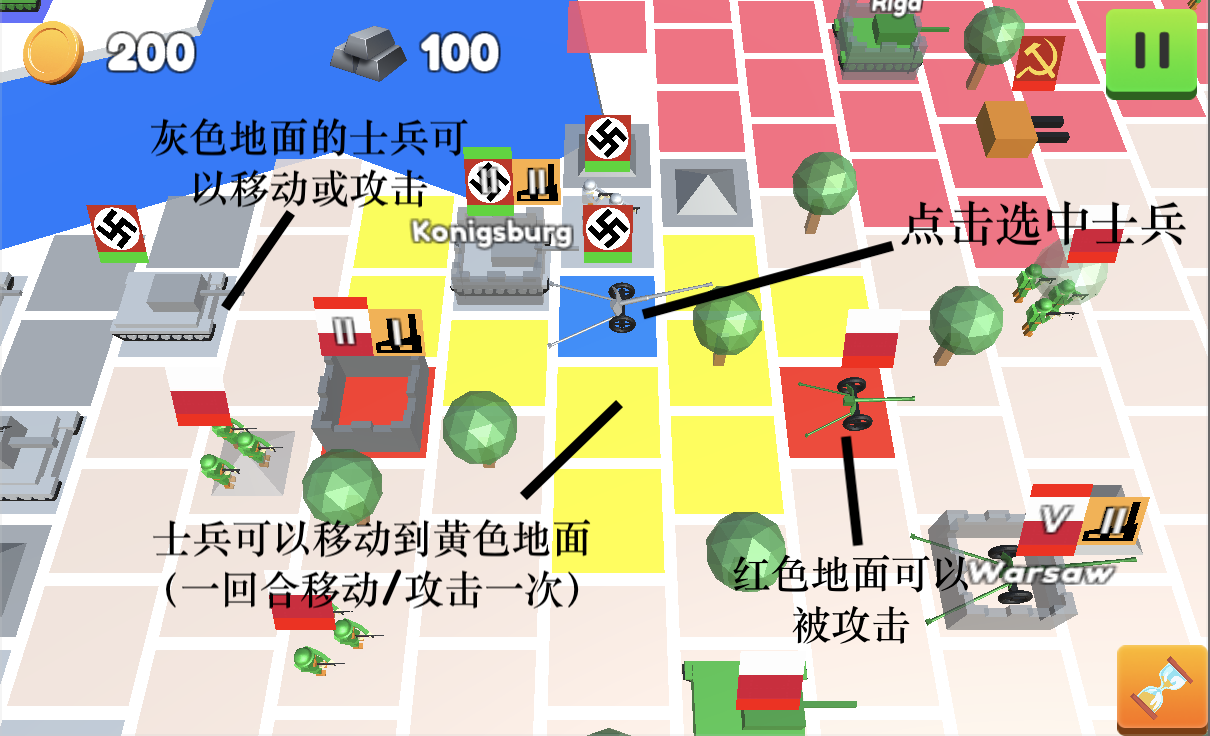 Riga
200
100
灰色地面的士兵可
以移动或攻击
II
II
Konigsburg
点击选中士兵
II
I
士兵可以移动到黄色地面
(一回合移动/攻击一次)
V
II
Warsaw
红色地面可以
被攻击